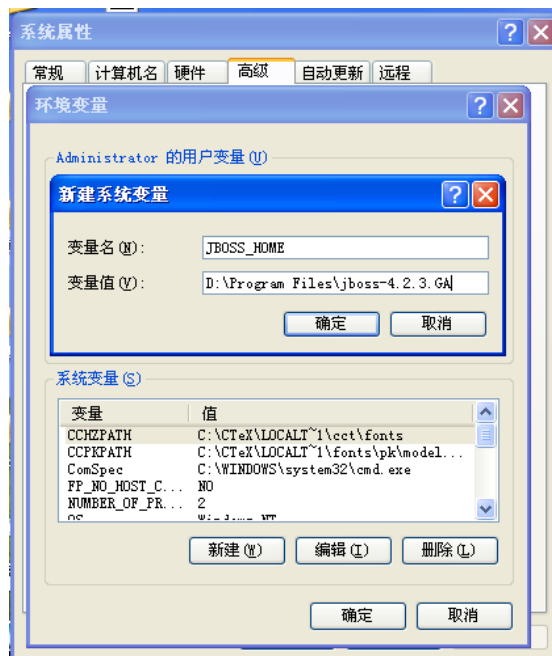 系统属性
常规 计算机名 硬件 高级 自动更新 远程
环境变量
Administrator 的用户变量(U)
新建系统变量
变量名(N): JBOSS_HOME
变量值(V): D:\Program Files\jboss-4.2.3.GA
确定 取消
系统变量(S)
变量 值
CCHZPATH C:\CTeX\LOCALT~1\cct\fonts
CCPKPATH C:\CTeX\LOCALT~1\fonts\pk\model...
ComSpec C:\WINDOWS\system32\cmd.exe
FP_NO_HOST_C... NO
NUMBER_OF_PR... 2
OS Windows_NT
新建(W) 编辑(I) 删除(L)
确定 取消